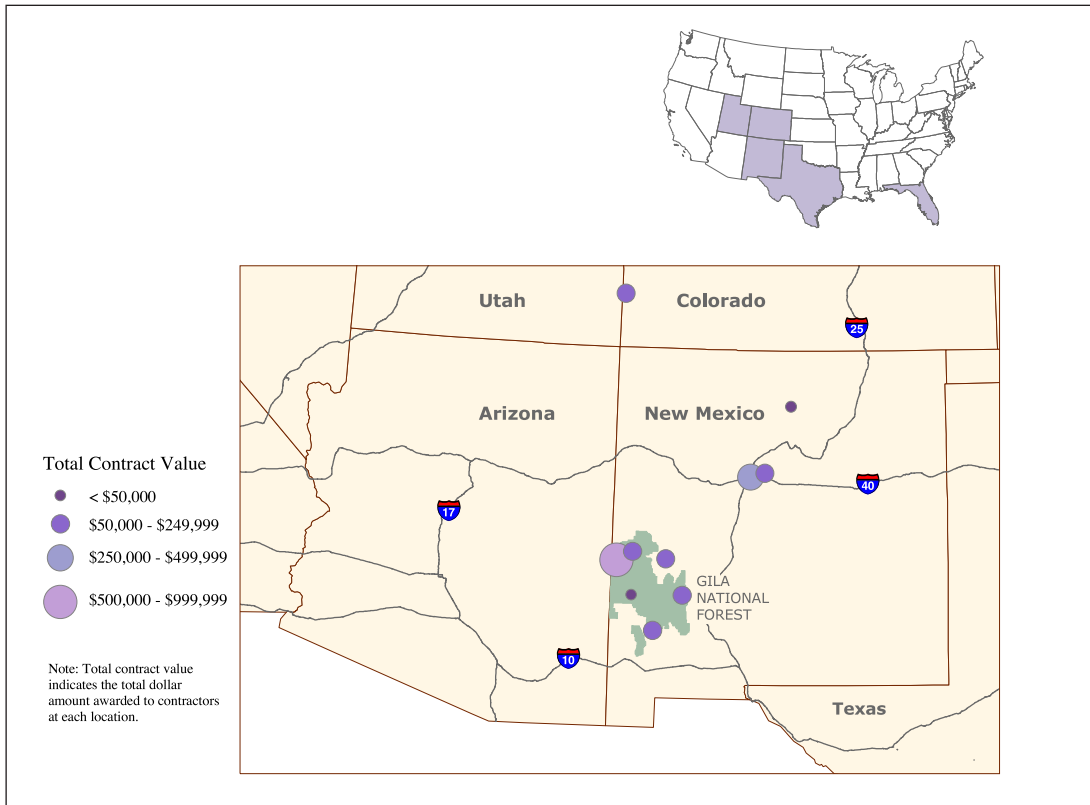 Utah
Colorado
25
Arizona
New Mexico
Total Contract Value
< $50,000
$50,000 - $249,999
$250,000 - $499,999
$500,000 - $999,999
17
40
GILA
NATIONAL
FOREST
10
Note: Total contract value
indicates the total dollar
amount awarded to contractors
at each location.
Texas